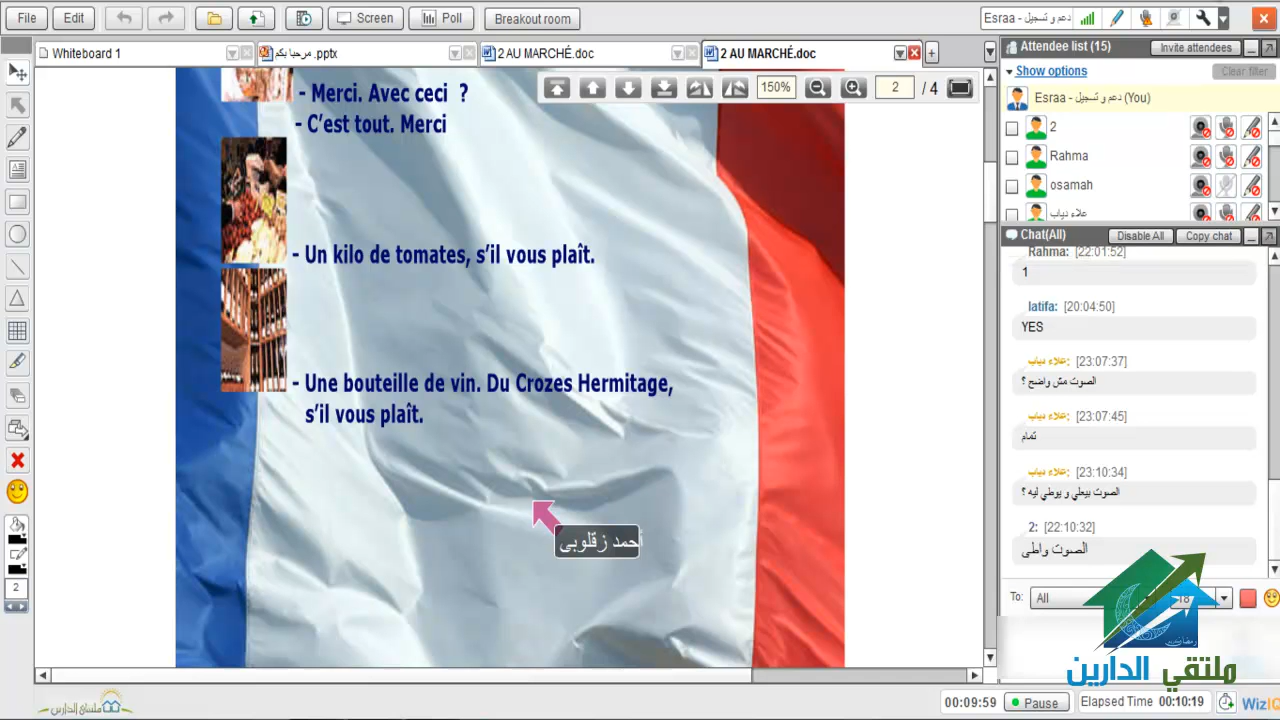 File Edit Screen Poll Breakout room Esraa - دعم و تسجيل
Whiteboard 1 مرحبا بكم .pptx 2 AU MARCHÉ.doc 2 AU MARCHÉ.doc
150% 2 / 4
- Merci. Avec ceci ?
- C'est tout. Merci
- Un kilo de tomates, s'il vous plaît.
- Une bouteille de vin. Du Crozes Hermitage,
s'il vous plaît.
احمد زقلوبى
2
Attendee list (15) Invite attendees
Show options Clear filter
Esraa - دعم و تسجيل (You)
2
Rahma
osamah
علاء دياب
Chat(All) Disable All Copy chat
Rahma: [22:01:52]
1
latifa: [20:04:50]
YES
علاء دياب: [23:07:37]
الصوت مش واضح ؟
علاء دياب: [23:07:45]
تمام
علاء دياب: [23:10:34]
الصوت بيعلي و يوطي ليه ؟
2: [22:10:32]
الصوت واطى
To: All 18
ملتقي الدارين
00:09:59 Pause Elapsed Time 00:10:19 WizIQ